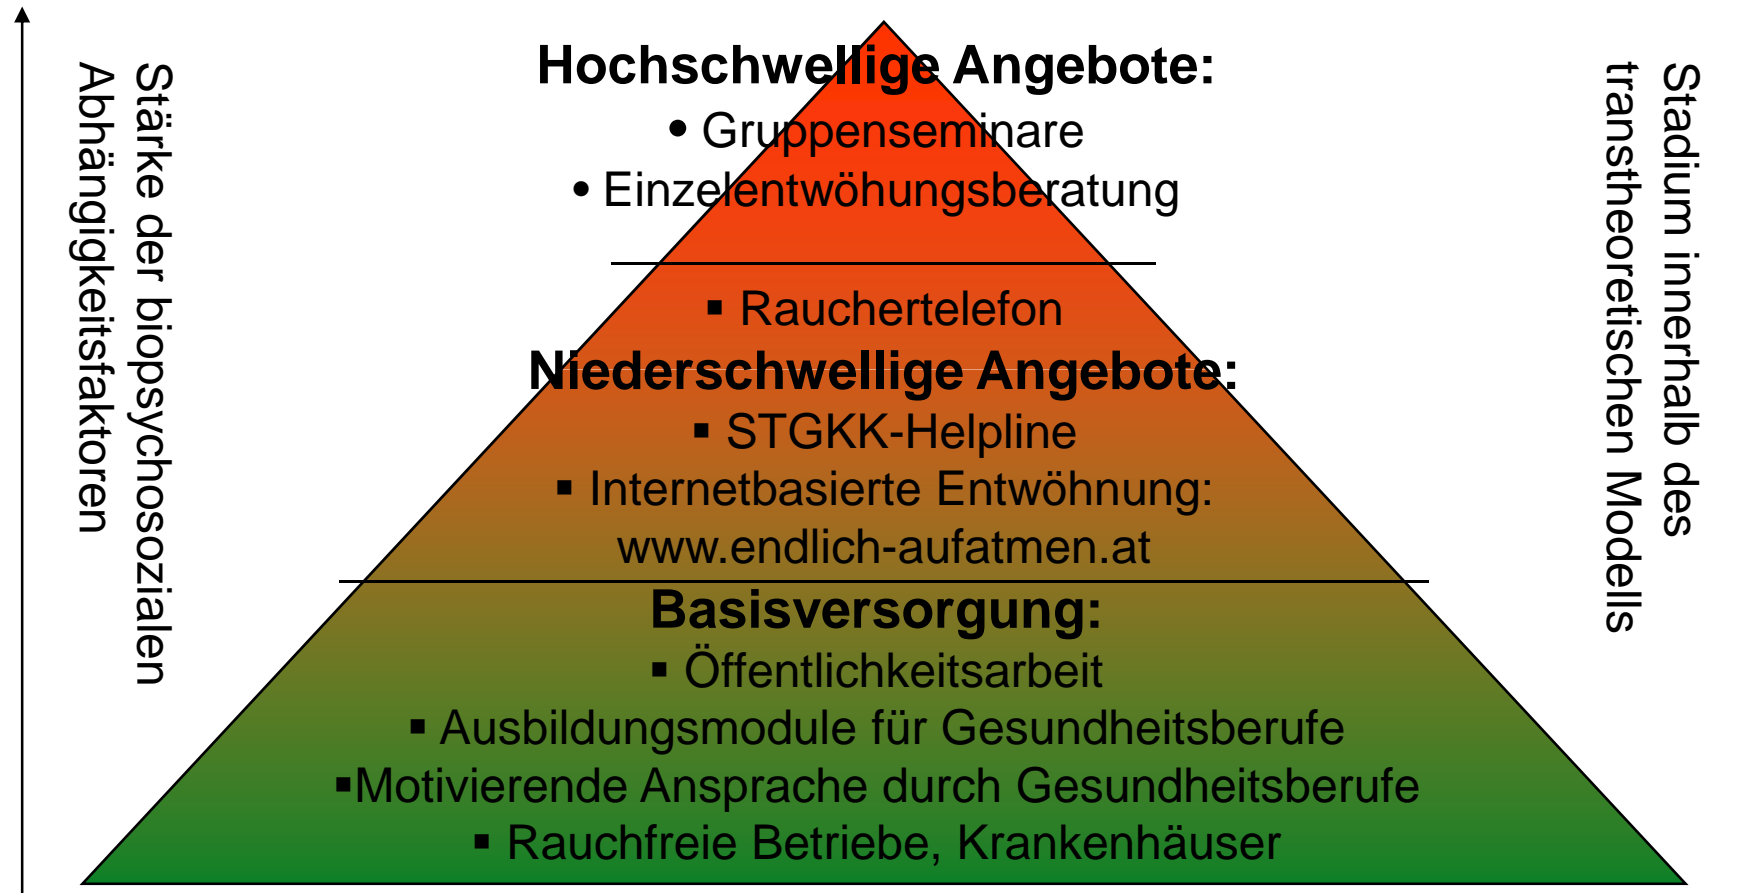 Stärke der biopsychosozialen
Abhängigkeitsfaktoren
Hochschwellige Angebote:
• Gruppenseminare
• Einzelentwöhungsberatung
▪ Rauchertelefon
Niederschwellige Angebote:
▪ STGKK-Helpline
▪ Internetbasierte Entwöhnung:
www.endlich-aufatmen.at
Basisversorgung:
▪ Öffentlichkeitsarbeit
▪ Ausbildungsmodule für Gesundheitsberufe
▪Motivierende Ansprache durch Gesundheitsberufe
▪ Rauchfreie Betriebe, Krankenhäuser
Stadium innerhalb des
transtheoretischen Modells